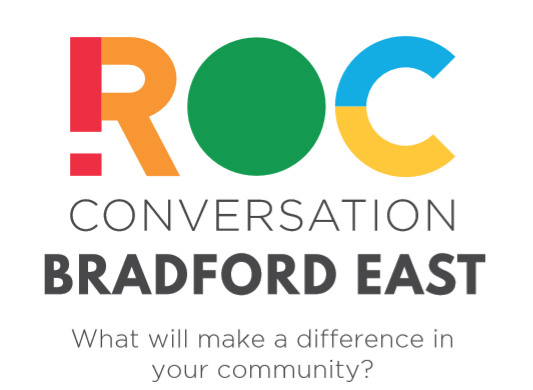 ROC
CONVERSATION
BRADFORD EAST
What will make a difference in
your community?